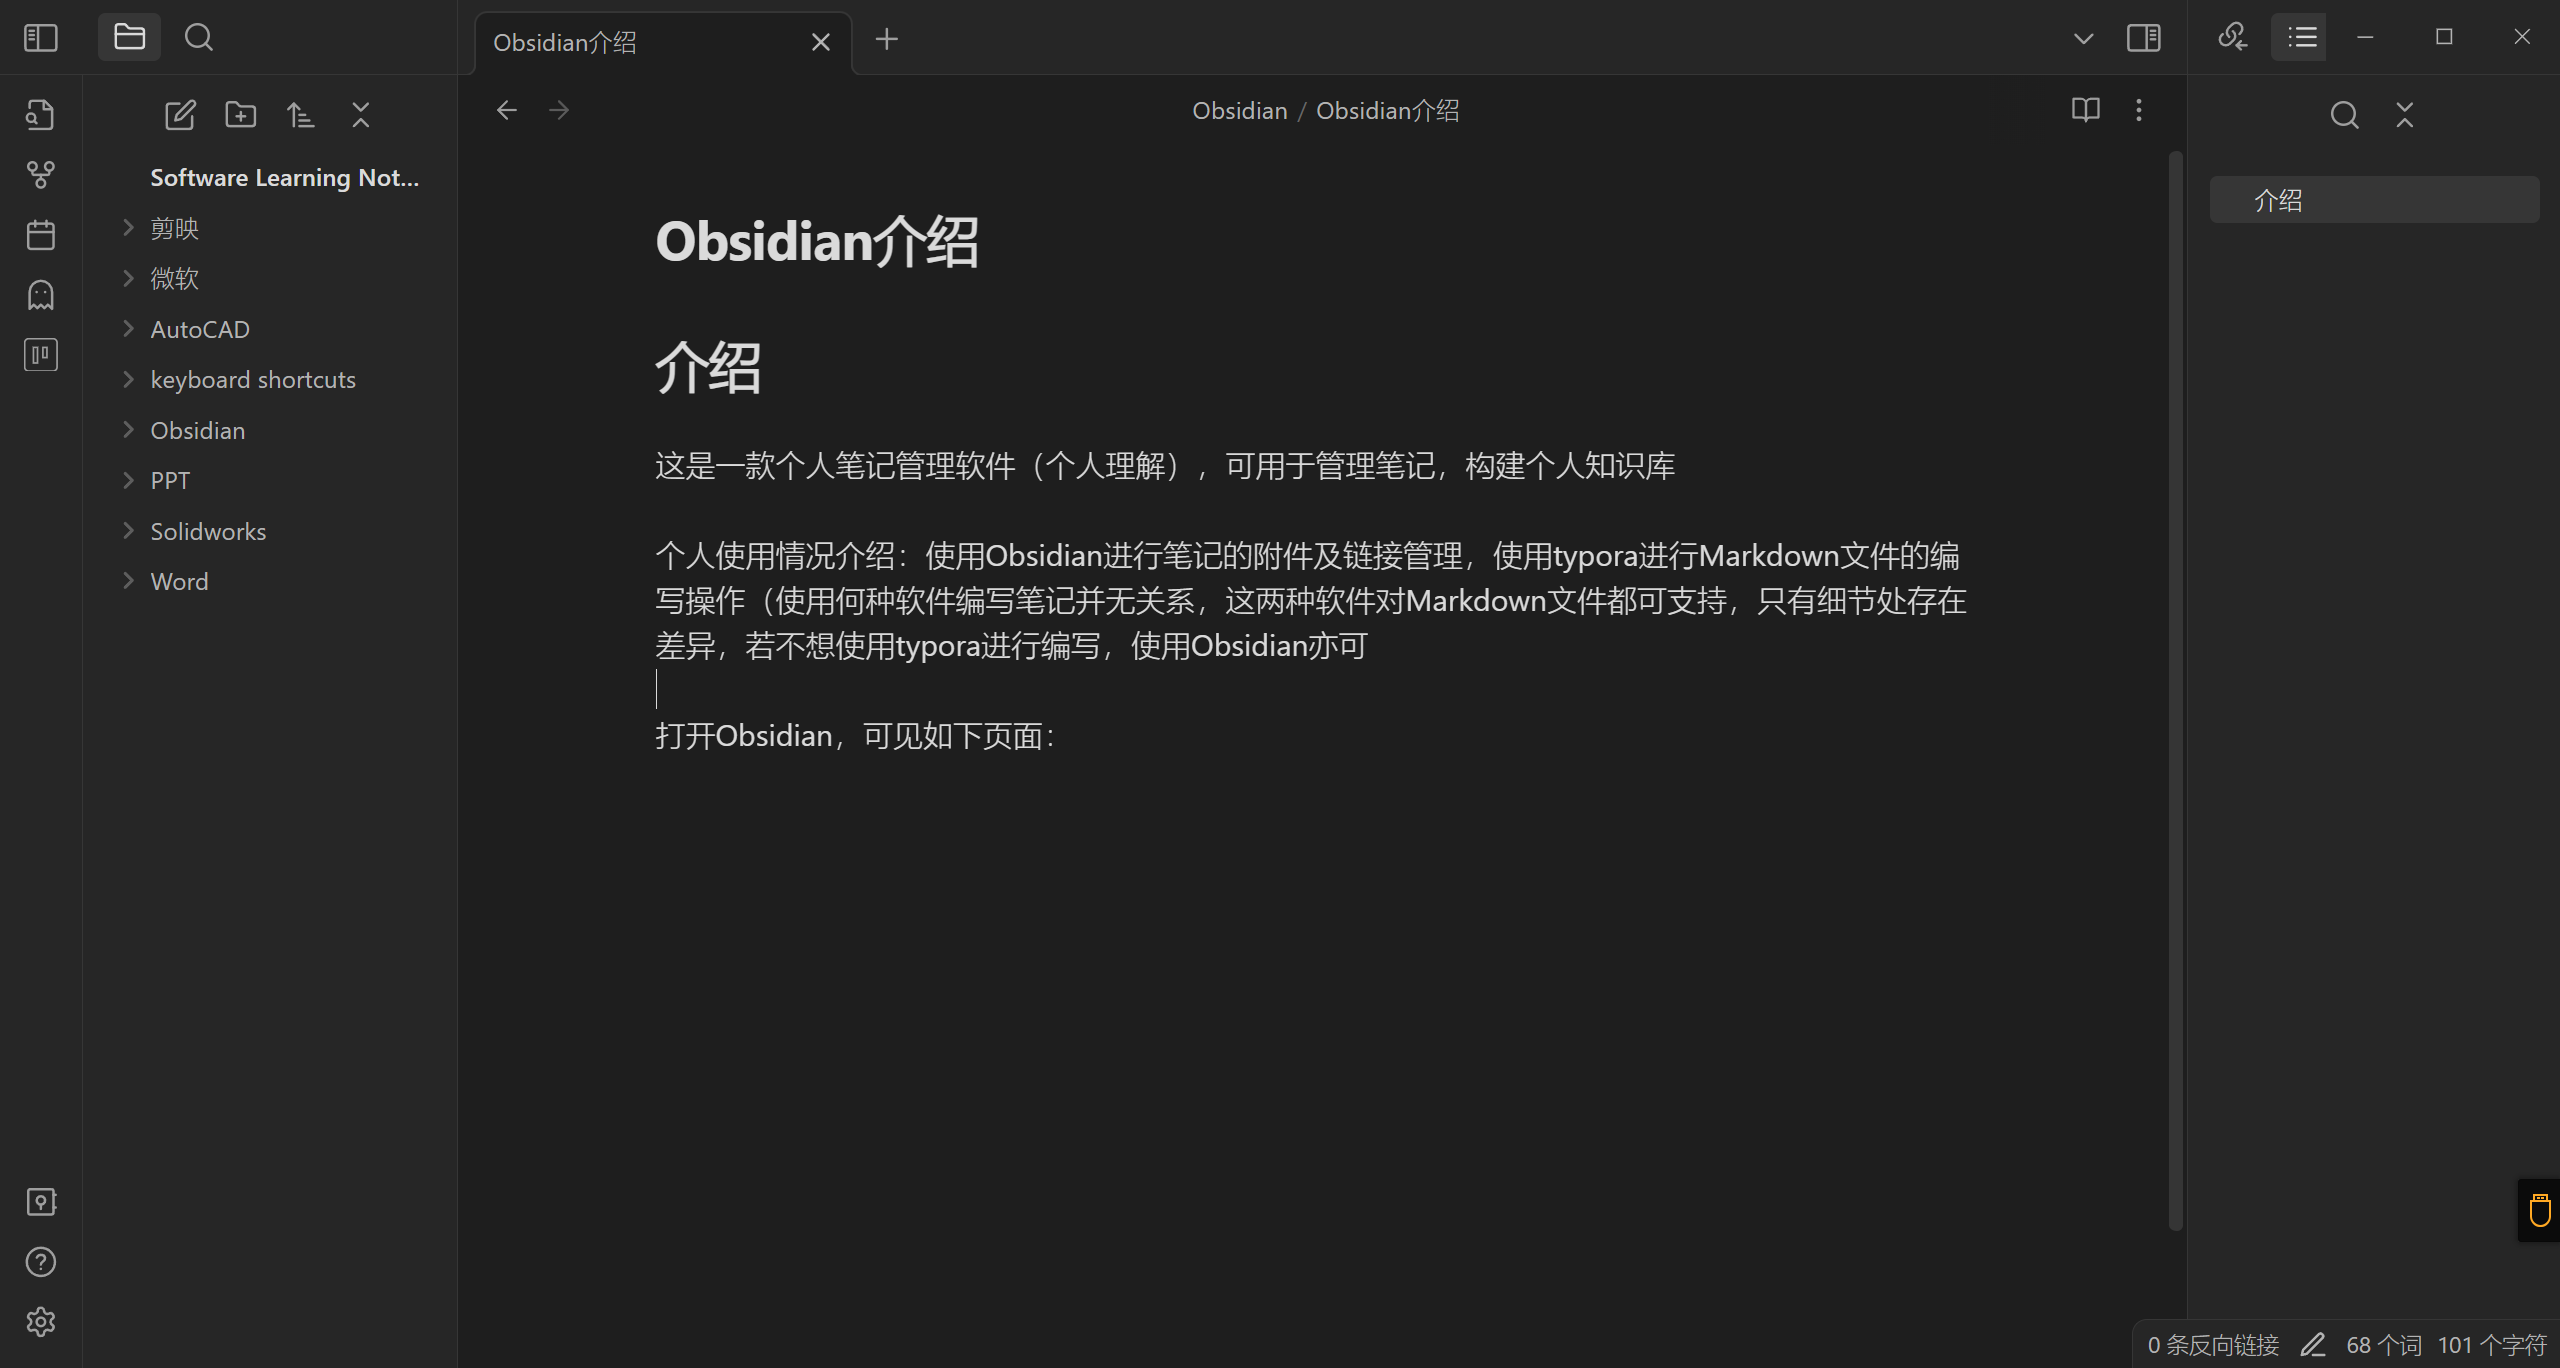 Obsidian介绍
Obsidian / Obsidian介绍
Software Learning Not...
剪映
微软
AutoCAD
keyboard shortcuts
Obsidian
PPT
Solidworks
Word
Obsidian介绍
介绍
这是一款个人笔记管理软件（个人理解），可用于管理笔记，构建个人知识库
个人使用情况介绍：使用Obsidian进行笔记的附件及链接管理，使用typora进行Markdown文件的编
写操作（使用何种软件编写笔记并无关系，这两种软件对Markdown文件都可支持，只有细节处存在
差异，若不想使用typora进行编写，使用Obsidian亦可
打开Obsidian，可见如下页面：
介绍
0 条反向链接 68 个词 101 个字符